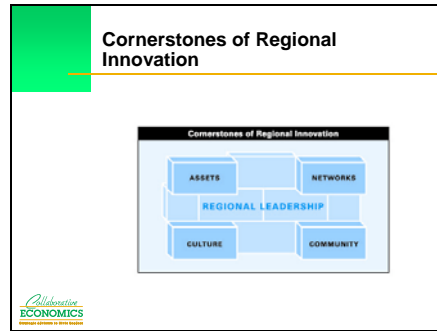 Cornerstones of Regional
Innovation
Cornerstones of Regional Innovation
ASSETS
NETWORKS
REGIONAL LEADERSHIP
CULTURE
COMMUNITY
Collaborative
ECONOMICS